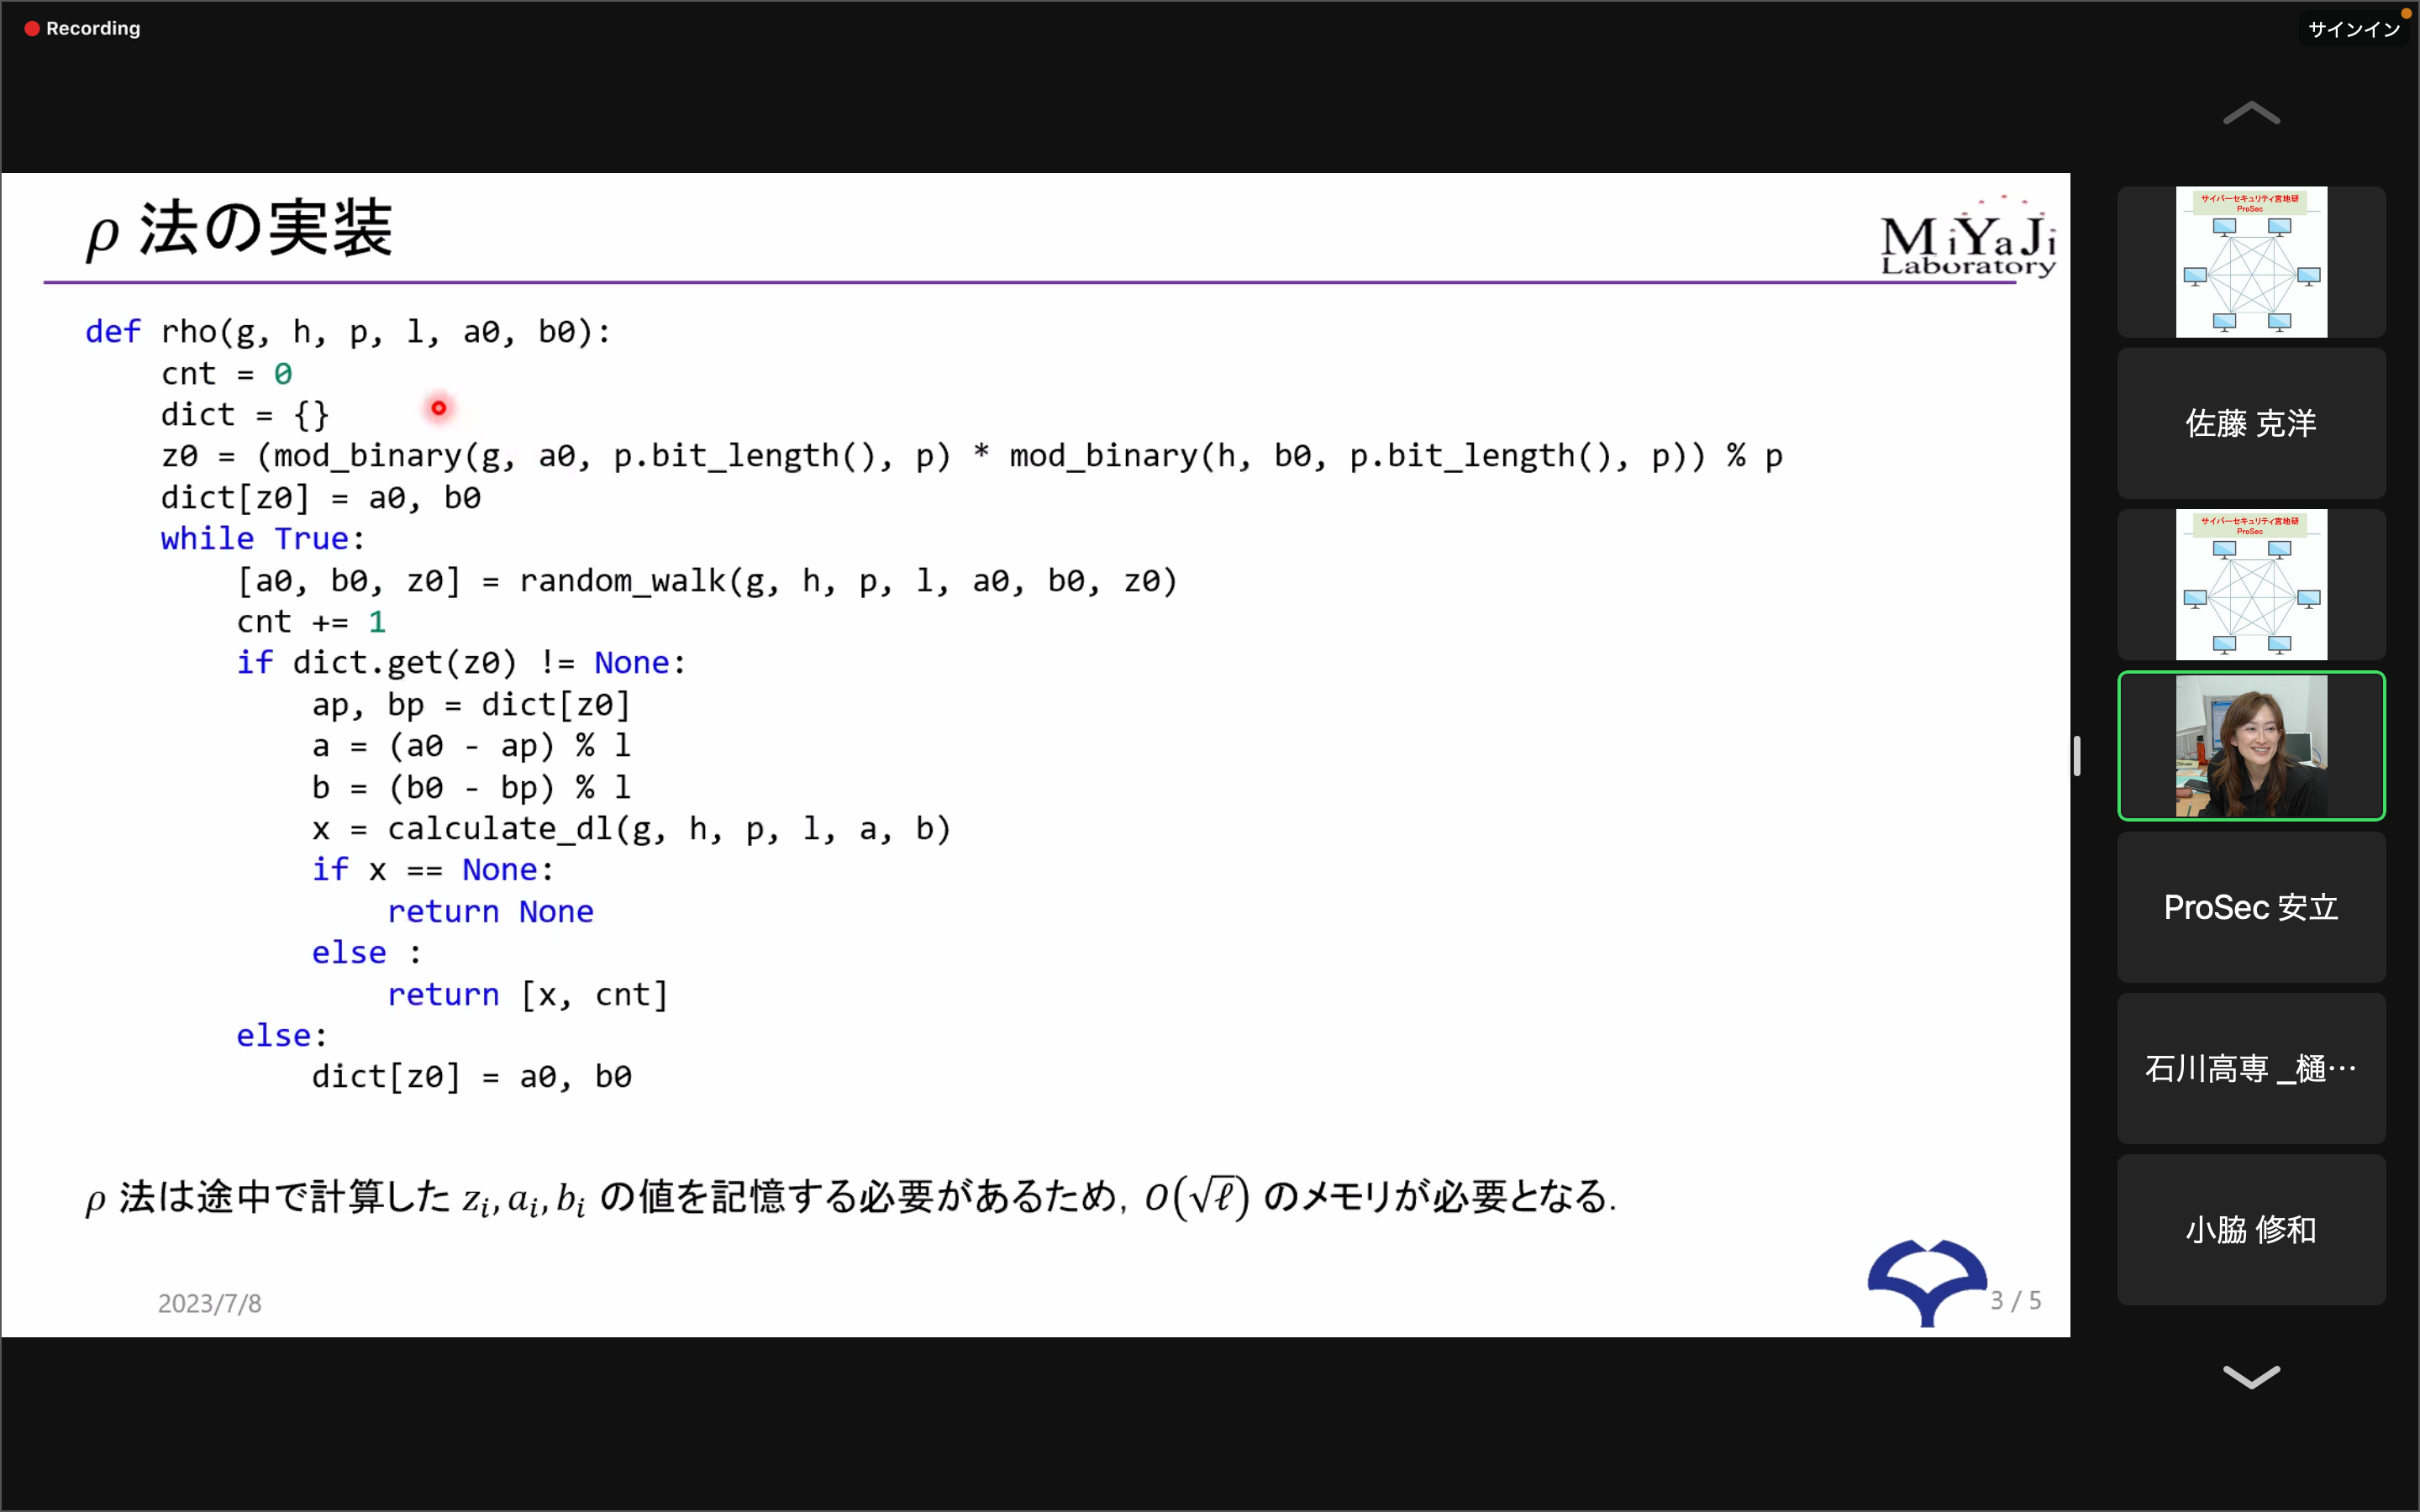 Recording
サインイン
ρ 法の実装
MiYaJi
Laboratory
def rho(g, h, p, l, a0, b0):
cnt = 0
dict = {}
z0 = (mod_binary(g, a0, p.bit_length(), p) * mod_binary(h, b0, p.bit_length(), p)) % p
dict[z0] = a0, b0
while True:
[a0, b0, z0] = random_walk(g, h, p, l, a0, b0, z0)
cnt += 1
if dict.get(z0) != None:
ap, bp = dict[z0]
a = (a0 - ap) % l
b = (b0 - bp) % l
x = calculate_dl(g, h, p, l, a, b)
if x == None:
return None
else :
return [x, cnt]
else:
dict[z0] = a0, b0
ρ 法は途中で計算した zᵢ, aᵢ, bᵢ の値を記憶する必要があるため, O(√ℓ) のメモリが必要となる.
2023/7/8
3 / 5
サイバーセキュリティ宮地研
ProSec
佐藤 克洋
サイバーセキュリティ宮地研
ProSec
ProSec 安立
石川高専 _樋…
小脇 修和